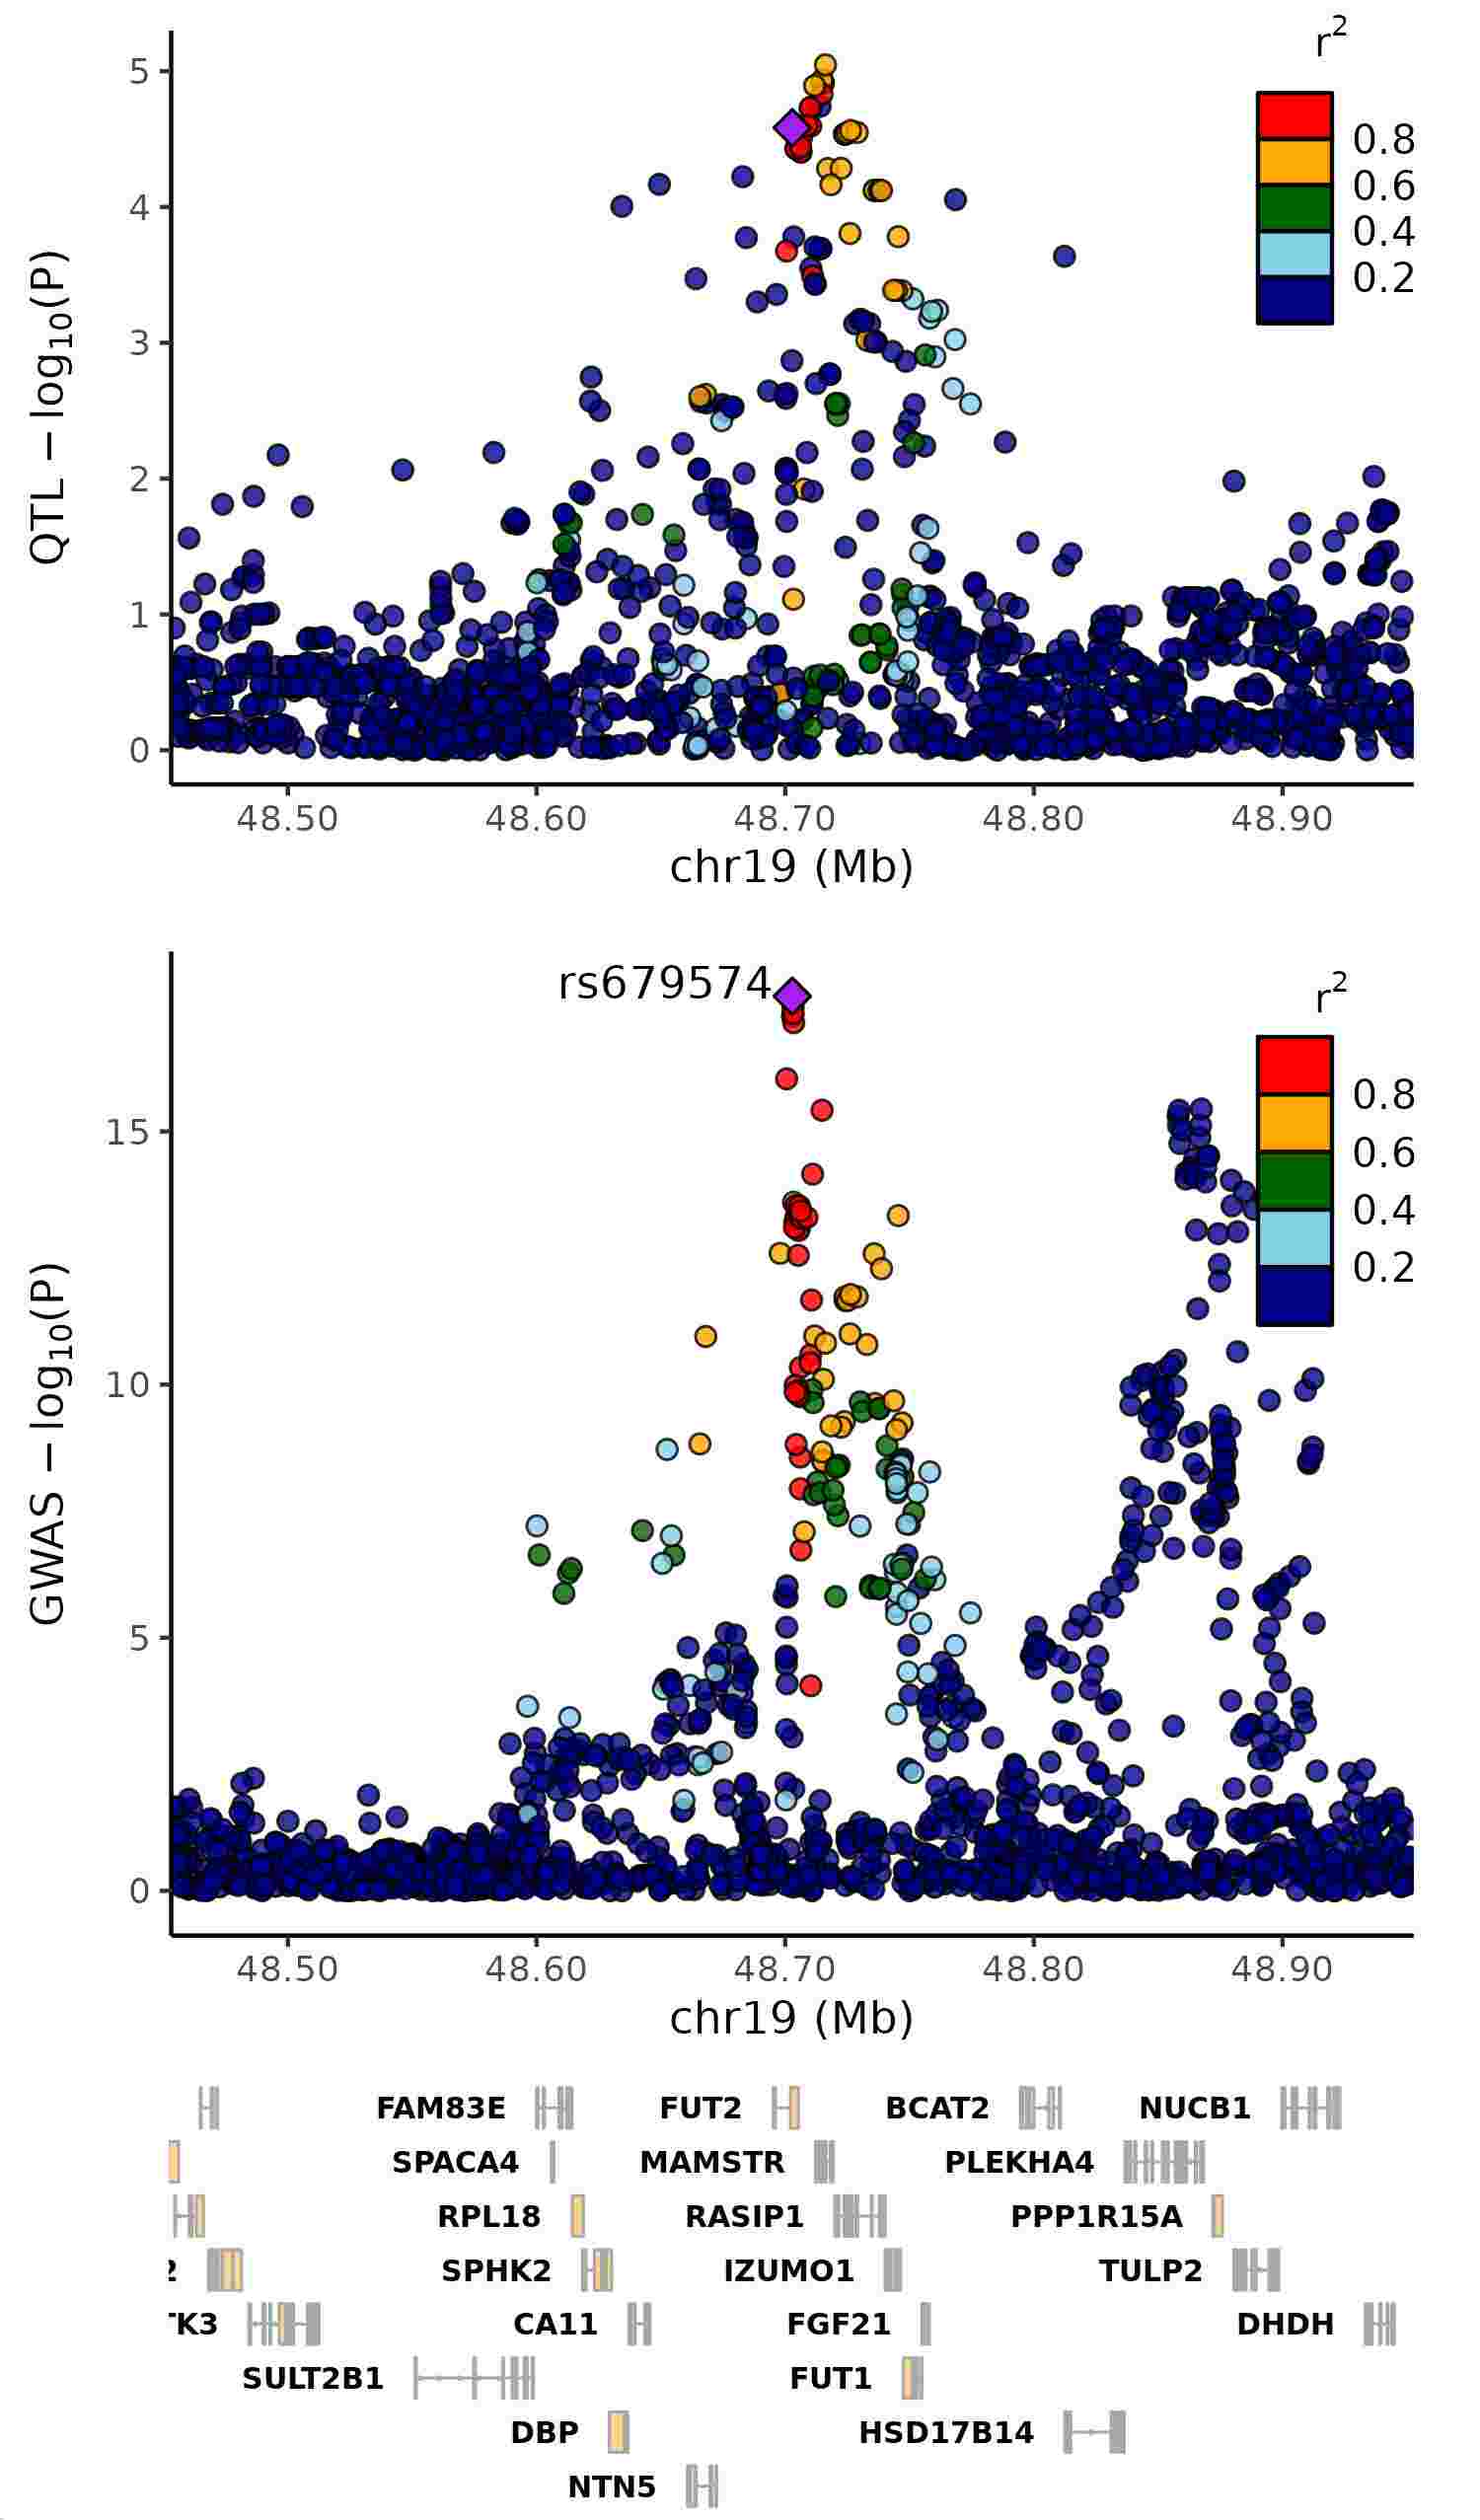 r²
5
4
3
2
1
0
0.8
0.6
0.4
0.2
QTL − log₁₀(P)
48.50 48.60 48.70 48.80 48.90
chr19 (Mb)
rs679574
r²
15
10
5
0
0.8
0.6
0.4
0.2
GWAS − log₁₀(P)
48.50 48.60 48.70 48.80 48.90
chr19 (Mb)
FAM83E FUT2 BCAT2 NUCB1
SPACA4 MAMSTR PLEKHA4
RPL18 RASIP1 PPP1R15A
2 SPHK2 IZUMO1 TULP2
TK3 CA11 FGF21 DHDH
SULT2B1 FUT1
DBP HSD17B14
NTN5